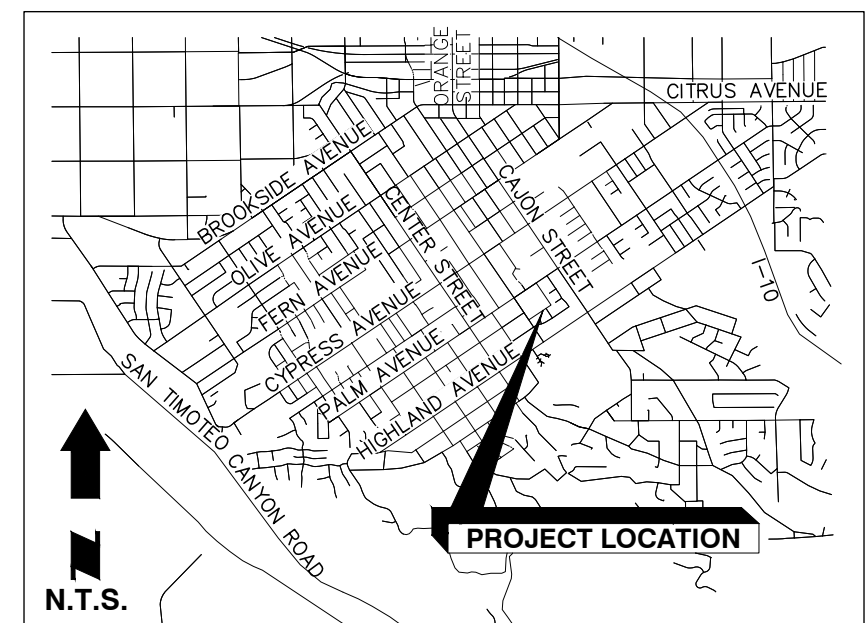 ORANGE
STREET
CITRUS AVENUE
BROOKSIDE AVENUE
OLIVE AVENUE
FERN AVENUE
CYPRESS AVENUE
PALM AVENUE
HIGHLAND AVENUE
CENTER STREET
CAJON STREET
I-10
SAN TIMOTEO CANYON ROAD
PROJECT LOCATION
N
N.T.S.